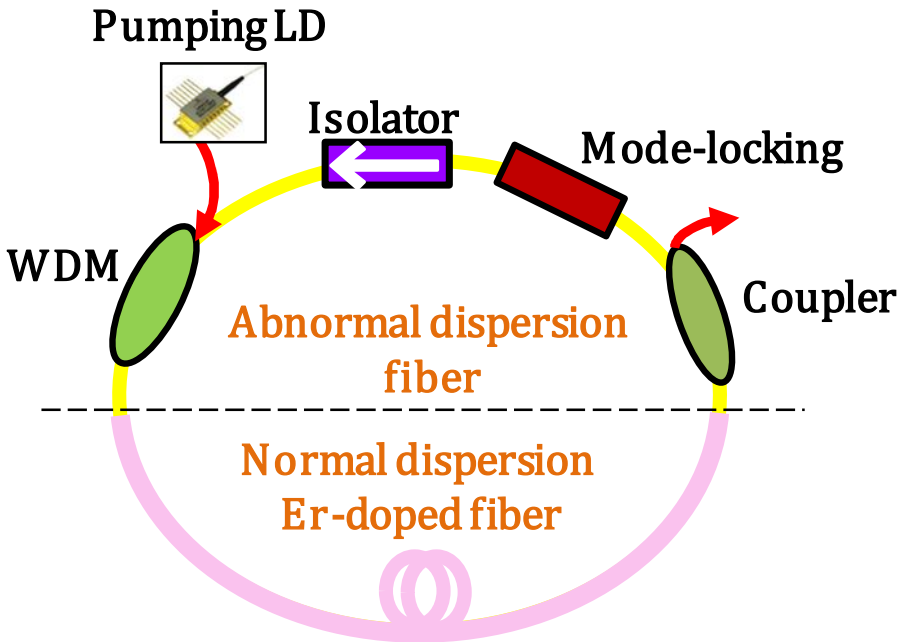 Pumping LD
Isolator
Mode-locking
WDM
Coupler
Abnormal dispersion
fiber
Normal dispersion
Er-doped fiber